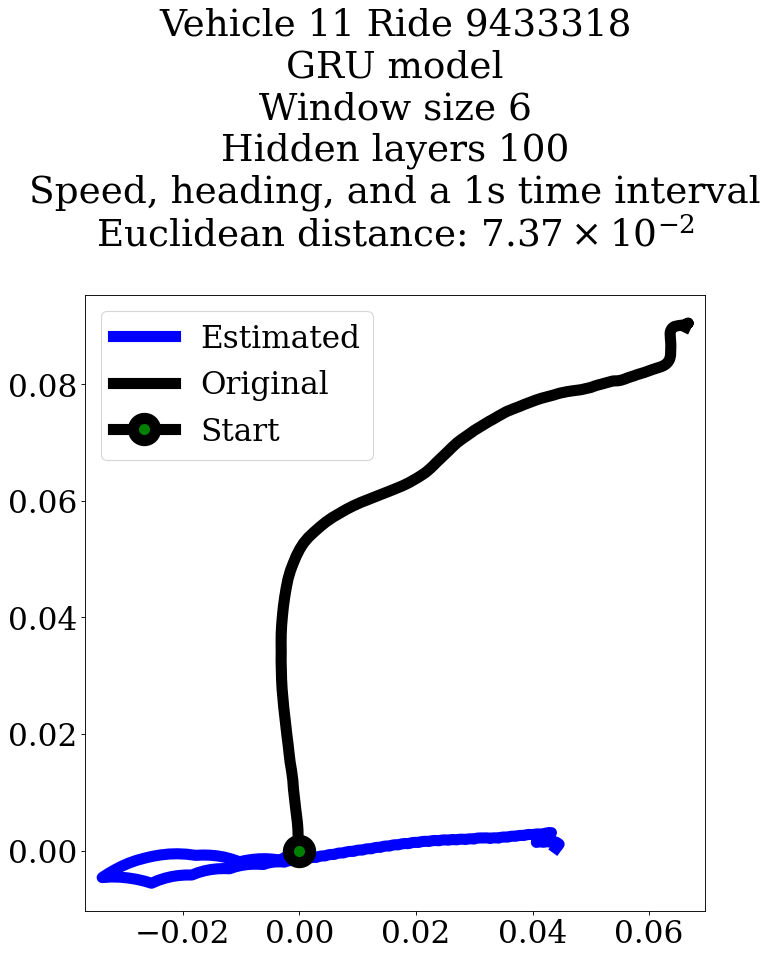 Vehicle 11 Ride 9433318
GRU model
Window size 6
Hidden layers 100
Speed, heading, and a 1s time interval
Euclidean distance: 7.37 × 10⁻²
Estimated
Original
Start
0.08
0.06
0.04
0.02
0.00
−0.02 0.00 0.02 0.04 0.06